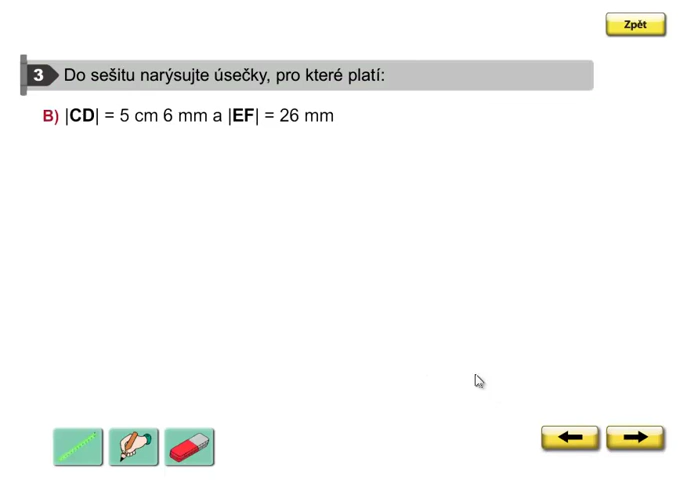 Zpět
3 Do sešitu narýsujte úsečky, pro které platí:
B) |CD| = 5 cm 6 mm a |EF| = 26 mm